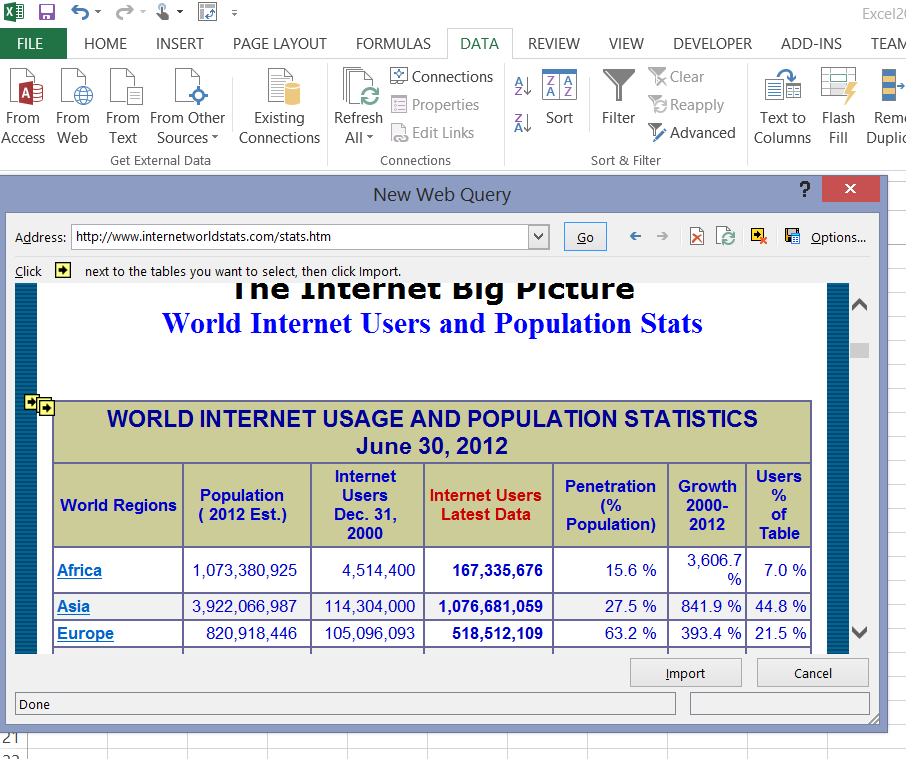 Excel20
FILE HOME INSERT PAGE LAYOUT FORMULAS DATA REVIEW VIEW DEVELOPER ADD-INS TEAM
From Access
From Web
From Text
From Other Sources
Existing Connections
Get External Data
Refresh All
Connections
Properties
Edit Links
Connections
Sort
Filter
Clear
Reapply
Advanced
Sort & Filter
Text to Columns
Flash Fill
Remo
Duplic
New Web Query
?
Address: http://www.internetworldstats.com/stats.htm Go Options...
Click next to the tables you want to select, then click Import.
The Internet Big Picture
World Internet Users and Population Stats
WORLD INTERNET USAGE AND POPULATION STATISTICS
June 30, 2012
World Regions
Population
( 2012 Est.)
Internet
Users
Dec. 31,
2000
Internet Users
Latest Data
Penetration
(%
Population)
Growth
2000-
2012
Users
%
of
Table
Africa 1,073,380,925 4,514,400 167,335,676 15.6 % 3,606.7 % 7.0 %
Asia 3,922,066,987 114,304,000 1,076,681,059 27.5 % 841.9 % 44.8 %
Europe 820,918,446 105,096,093 518,512,109 63.2 % 393.4 % 21.5 %
Import Cancel
Done
21